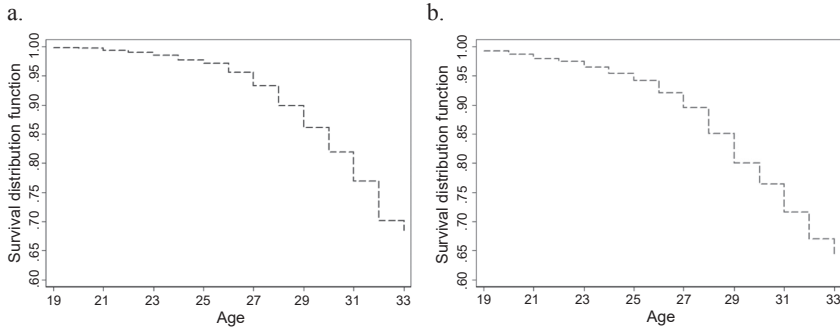 a.
Survival distribution function
1.00
.95
.90
.85
.80
.75
.70
.65
.60
19 21 23 25 27 29 31 33
Age
b.
Survival distribution function
1.00
.95
.90
.85
.80
.75
.70
.65
.60
19 21 23 25 27 29 31 33
Age